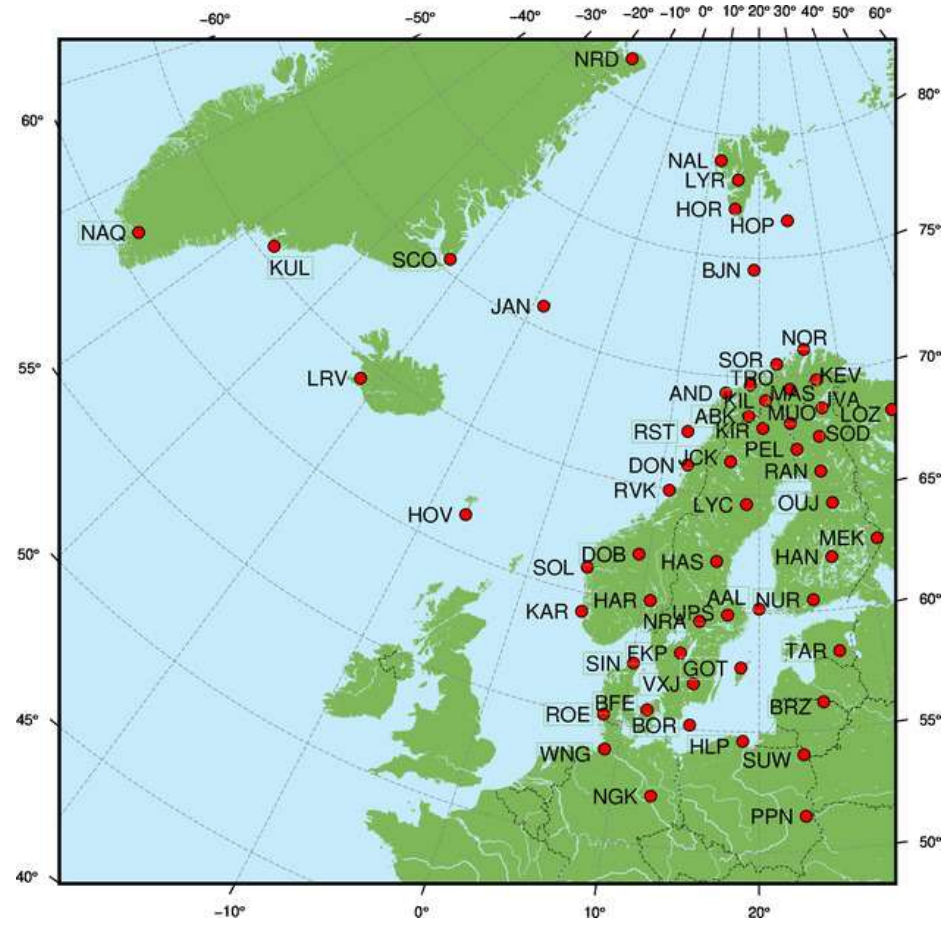 −60° −50° −40° −30° −20° −10° 0° 10° 20° 30° 40° 50° 60°
NRD
80°
60°
NAL
LYR
HOR
HOP
75°
NAQ
KUL
SCO
BJN
JAN
NOR
70°
SOR
55°
LRV
TRO
KEV
AND
KIL
MAS
IVA
ABK
MUO
LOZ
RST
KIR
SOD
PEL
DON
JCK
RAN
65°
RVK
LYC
OUJ
HOV
MEK
50°
DOB
HAS
HAN
SOL
AAL
NUR
60°
KAR
HAR
UPS
NRA
TAR
FKP
SIN
GOT
VXJ
BFE
BRZ
ROE
BOR
55°
45°
HLP
WNG
SUW
NGK
PPN
50°
40°
−10° 0° 10° 20°